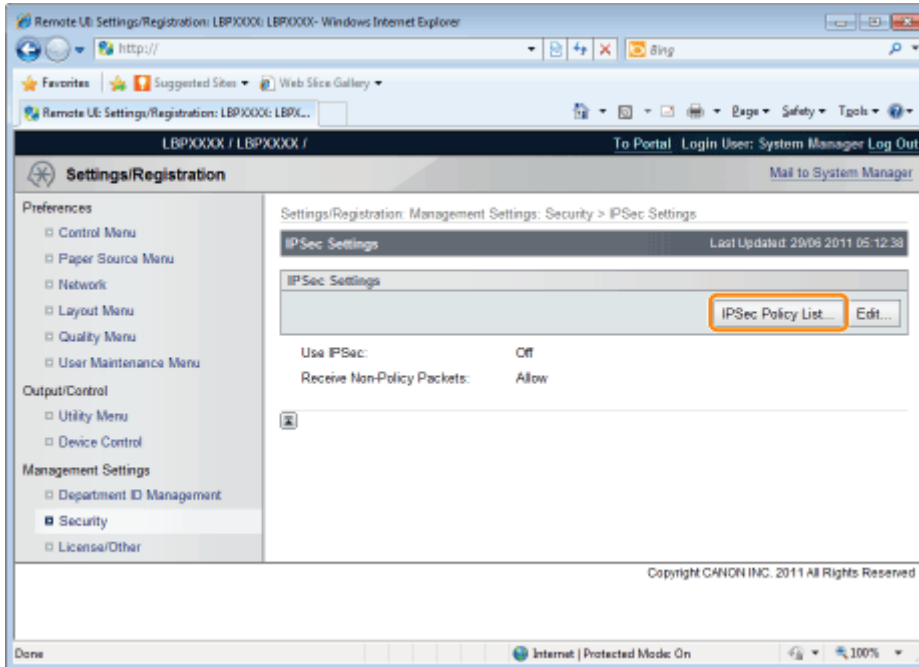 Remote UI: Settings/Registration: LBPXXXX: LBPXXXX- Windows Internet Explorer
http://
Bing
Favorites Suggested Sites Web Slice Gallery
Remote UI: Settings/Registration: LBPXXXX: LBPX... Page Safety Tools
LBPXXXX / LBPXXXX / To Portal Login User: System Manager Log Out
Settings/Registration Mail to System Manager
Preferences
Control Menu
Paper Source Menu
Network
Layout Menu
Quality Menu
User Maintenance Menu
Output/Control
Utility Menu
Device Control
Management Settings
Department ID Management
Security
License/Other
Settings/Registration: Management Settings: Security > IPSec Settings
IPSec Settings Last Updated: 29/06 2011 05:12:38
IPSec Settings
IPSec Policy List... Edit...
Use IPSec: Off
Receive Non-Policy Packets: Allow
Copyright CANON INC. 2011 All Rights Reserved
Done Internet | Protected Mode: On 100%